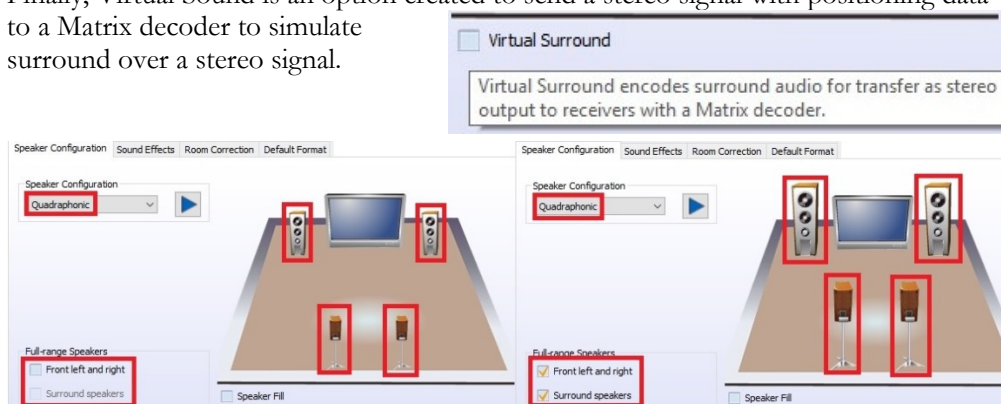 Finally, Virtual Sound is an option created to send a stereo signal with positioning data
to a Matrix decoder to simulate
surround over a stereo signal.
Virtual Surround
Virtual Surround encodes surround audio for transfer as stereo
output to receivers with a Matrix decoder.
Speaker Configuration Sound Effects Room Correction Default Format
Speaker Configuration
Quadraphonic
Full-range Speakers
Front left and right
Surround speakers
Speaker Fill
Speaker Configuration Sound Effects Room Correction Default Format
Speaker Configuration
Quadraphonic
Full-range Speakers
Front left and right
Surround speakers
Speaker Fill